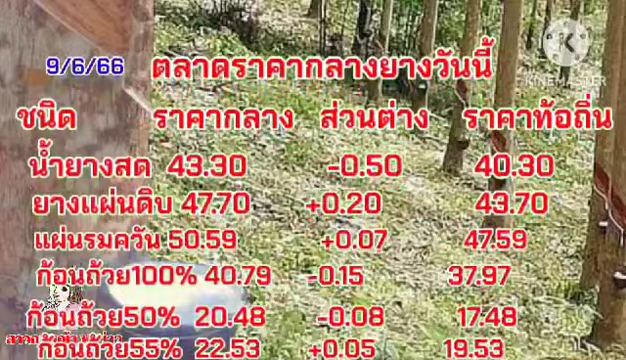 9/6/66 ตลาดราคากลางยางวันนี้
KINEMASTER
ชนิด ราคากลาง ส่วนต่าง ราคาท้อถิ่น
น้ำยางสด 43.30 -0.50 40.30
ยางแผ่นดิบ 47.70 +0.20 43.70
แผ่นรมควัน 50.59 +0.07 47.59
ก้อนถ้วย100% 40.79 -0.15 37.97
ก้อนถ้วย50% 20.48 -0.08 17.48
ก้อนถ้วย55% 22.53 +0.05 19.53